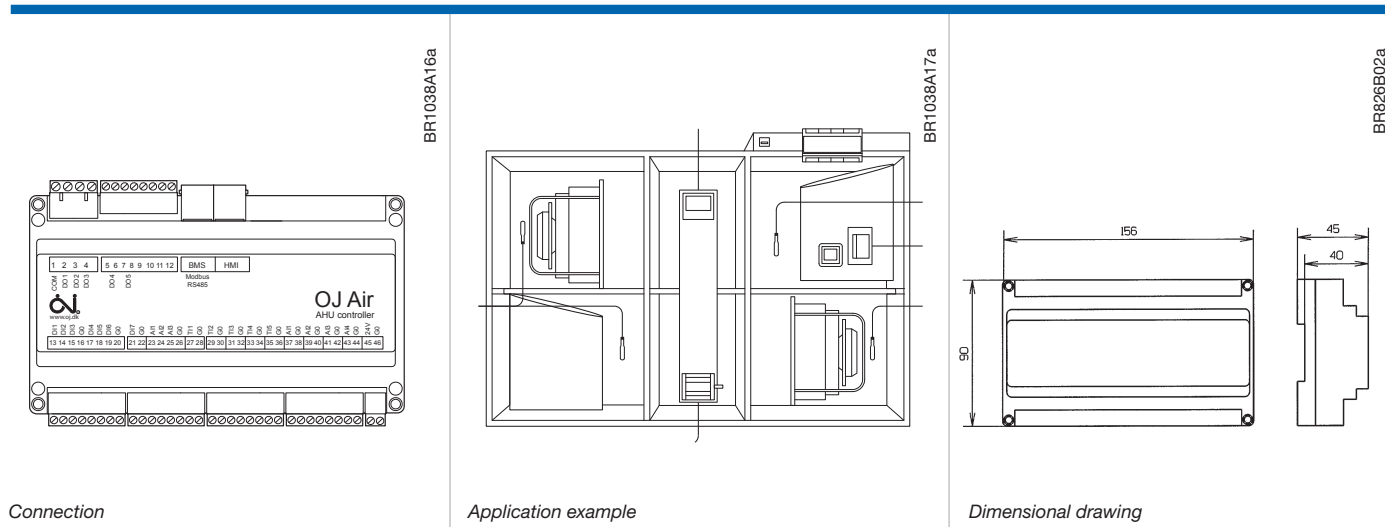 BR1038A16a
1 2 3 4 5 6 7 8 9 10 11 12 BMS HMI
COM DO1 DO2 DO3 DO4 DO5 Modbus
RS485
OJ
www.oj.dk
OJ Air
AHU controller
DI1 DI2 DI3 G0 DI4 DI5 DI6 G0 DI7 G0 AI1 AI2 AI3 G0 TI1 G0 TI2 G0 TI3 G0 TI4 G0 TI5 G0 AI1 G0 AI2 G0 AI3 G0 AI4 G0 24V G0
13 14 15 16 17 18 19 20 21 22 23 24 25 26 27 28 29 30 31 32 33 34 35 36 37 38 39 40 41 42 43 44 45 46
Connection
BR1038A17a
Application example
BR826B02a
156
45
40
90
Dimensional drawing